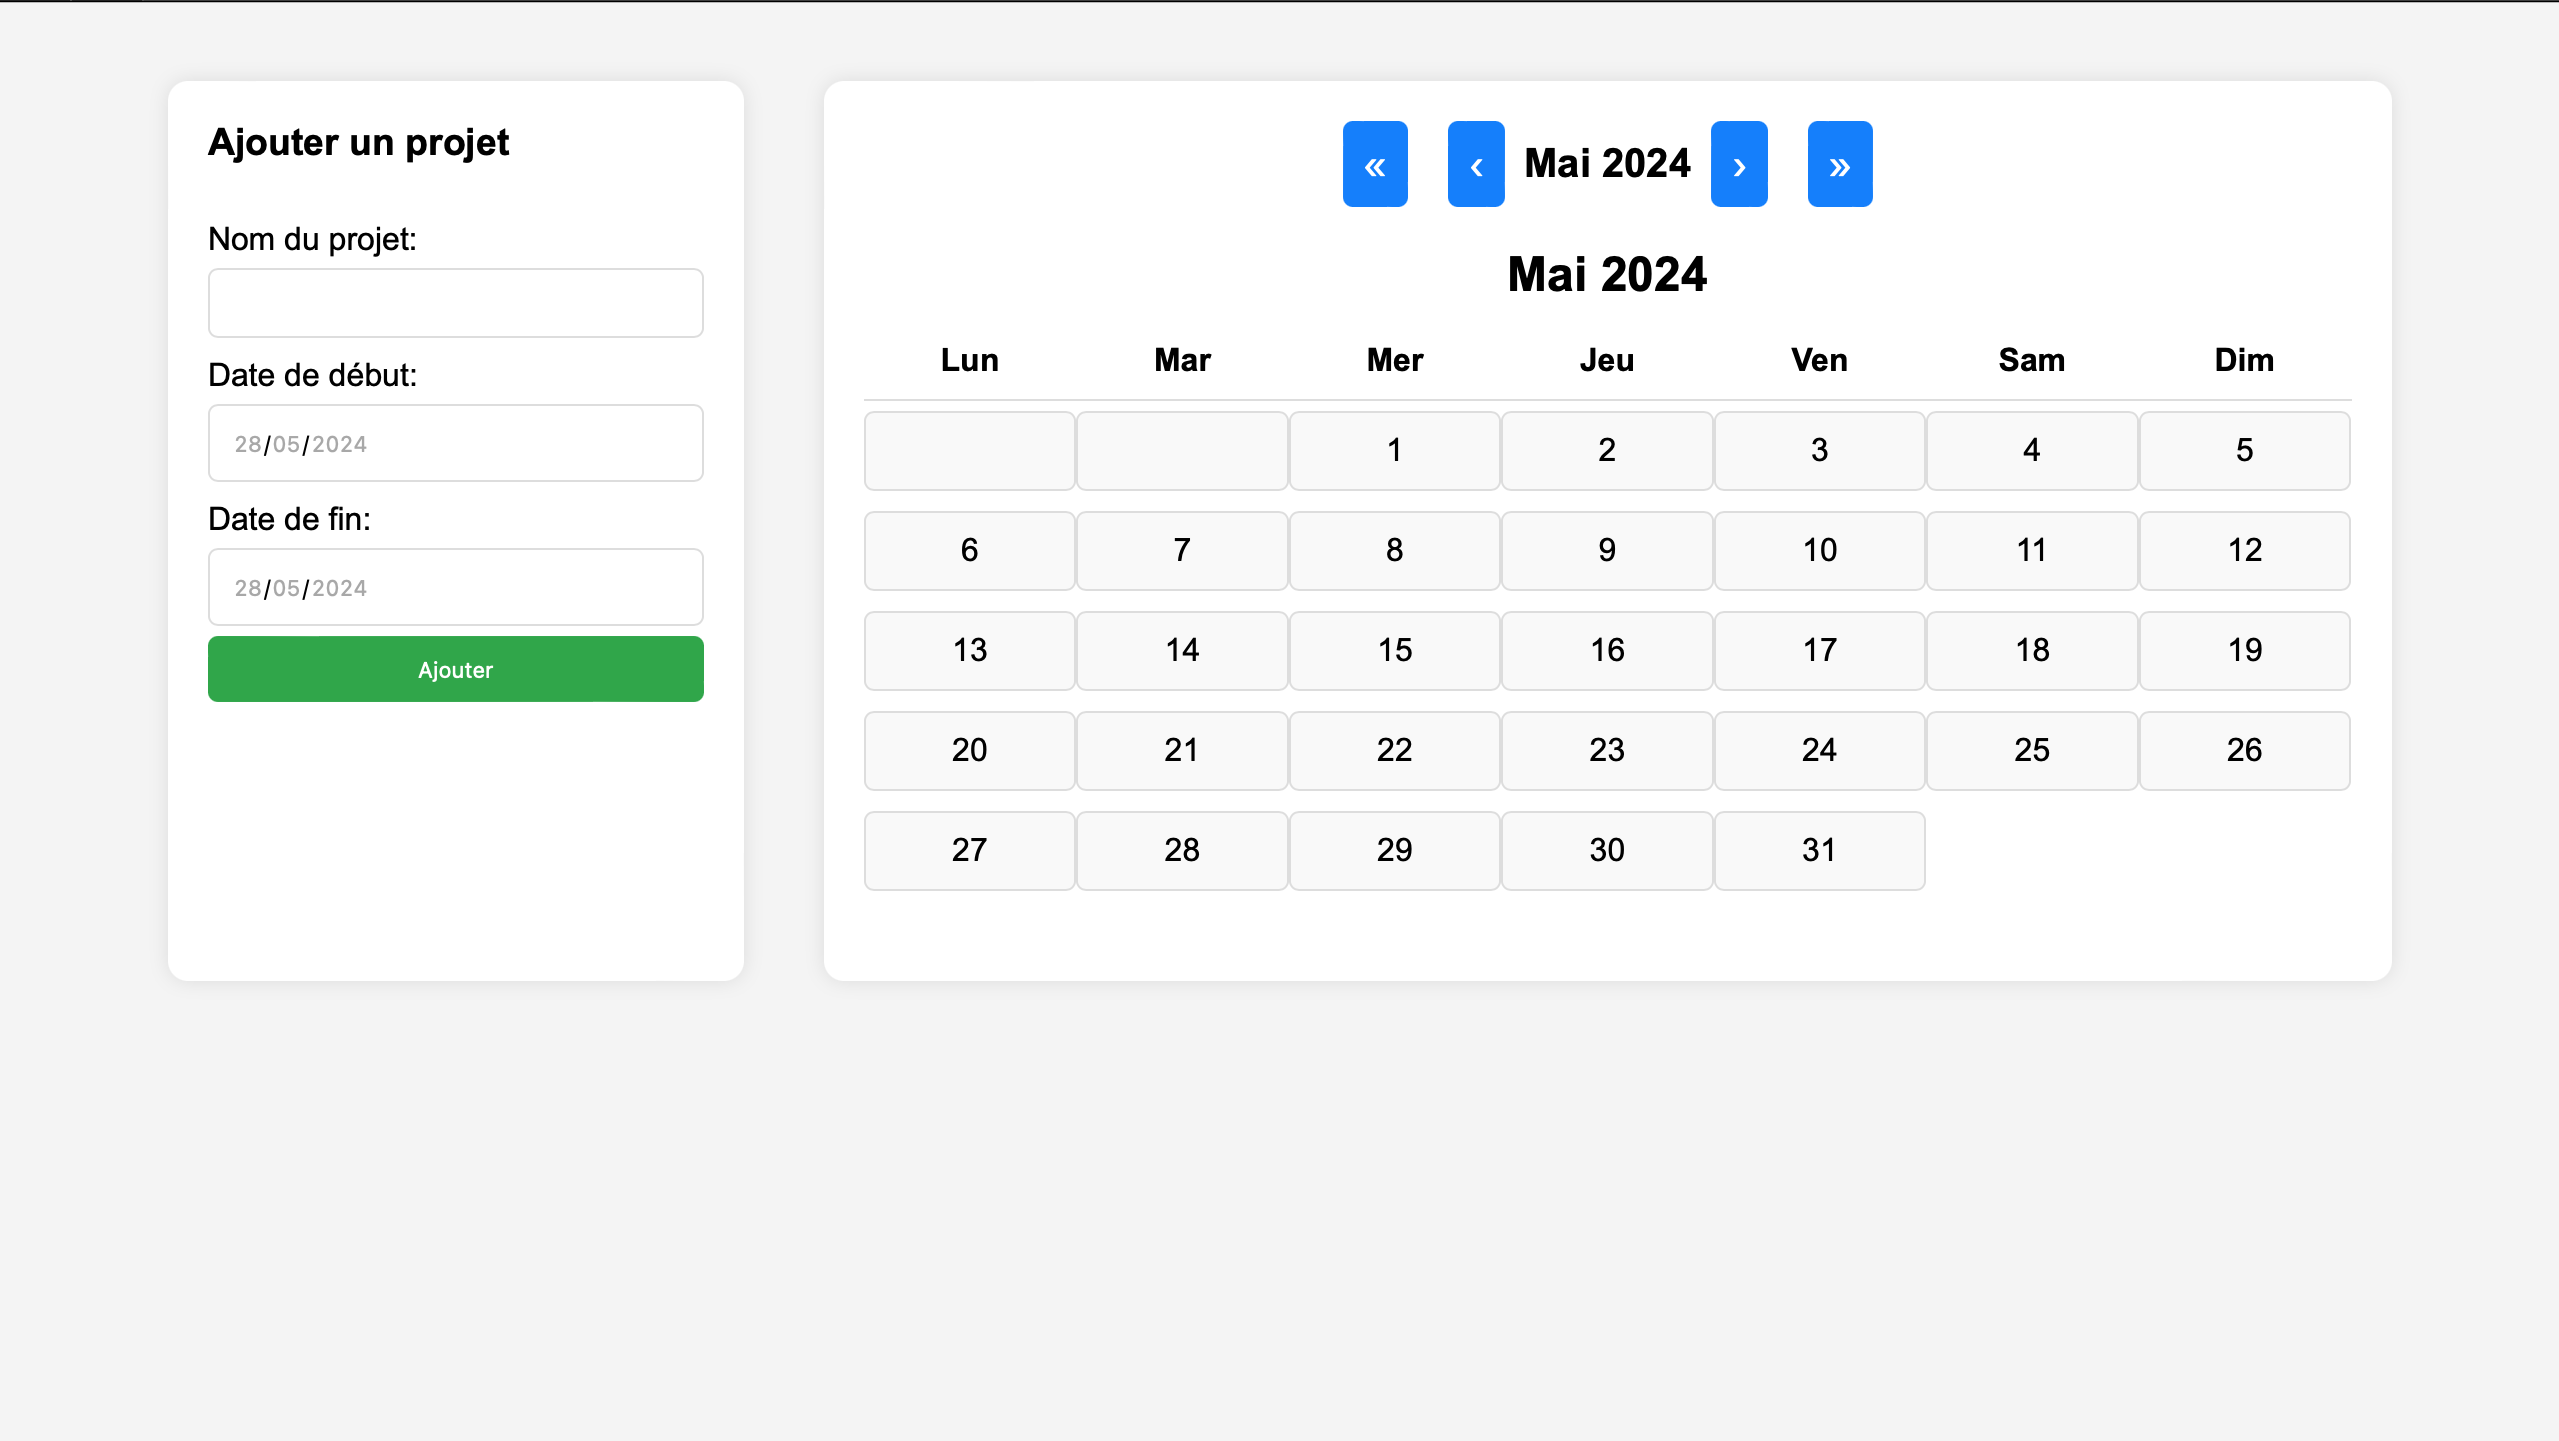 Ajouter un projet
Nom du projet:
Date de début:
28/05/2024
Date de fin:
28/05/2024
Ajouter
« ‹ Mai 2024 › »
Mai 2024
Lun Mar Mer Jeu Ven Sam Dim
1 2 3 4 5
6 7 8 9 10 11 12
13 14 15 16 17 18 19
20 21 22 23 24 25 26
27 28 29 30 31